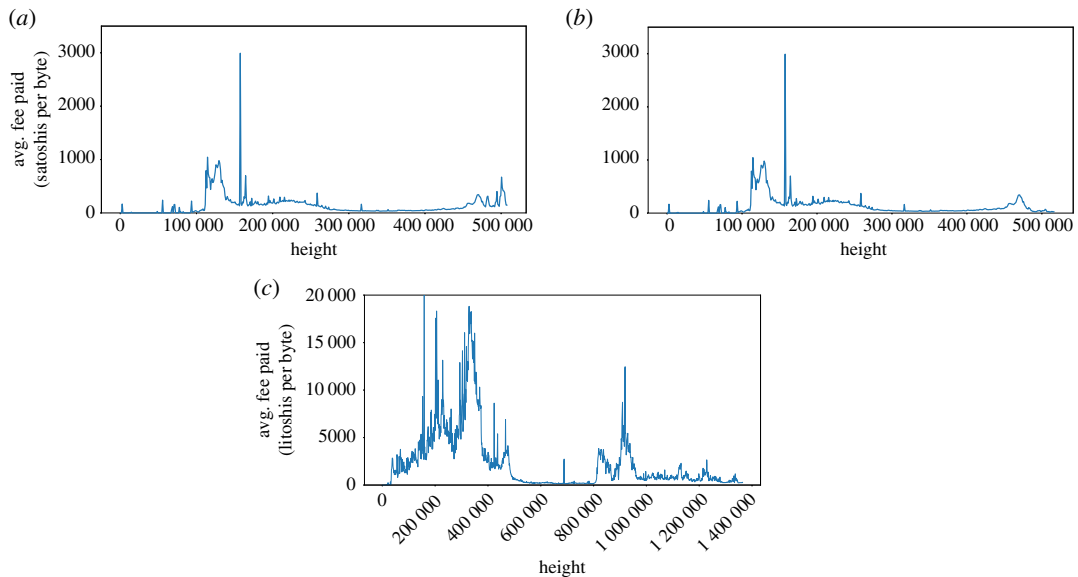 (a)
(b)
avg. fee paid
(satoshis per byte)
3000
2000
1000
0
0
100 000
200 000
300 000
400 000
500 000
height
3000
2000
1000
0
0
100 000
200 000
300 000
400 000
500 000
height
(c)
avg. fee paid
(litoshis per byte)
20 000
15 000
10 000
5000
0
0
200 000
400 000
600 000
800 000
1 000 000
1 200 000
1 400 000
height